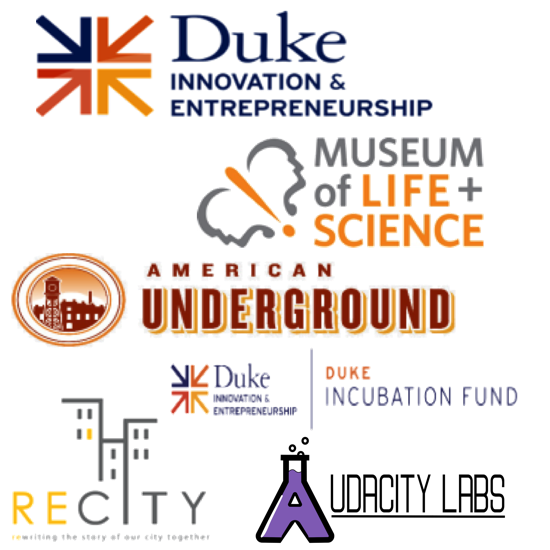 Duke
INNOVATION &
ENTREPRENEURSHIP
MUSEUM
of LIFE +
SCIENCE
AMERICAN
UNDERGROUND
Duke
INNOVATION &
ENTREPRENEURSHIP
DUKE
INCUBATION FUND
RECITY
rewriting the story of our city together
AUDACITY LABS